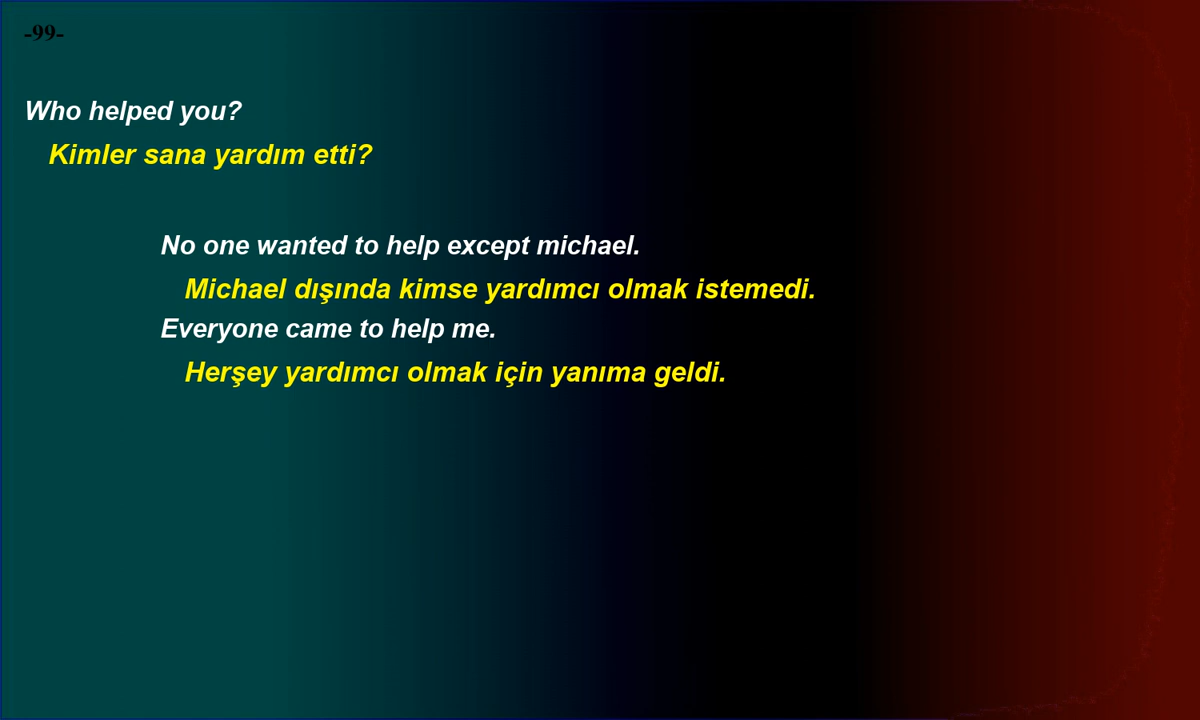 -99-
Who helped you?
Kimler sana yardım etti?
No one wanted to help except michael.
Michael dışında kimse yardımcı olmak istemedi.
Everyone came to help me.
Herşey yardımcı olmak için yanıma geldi.